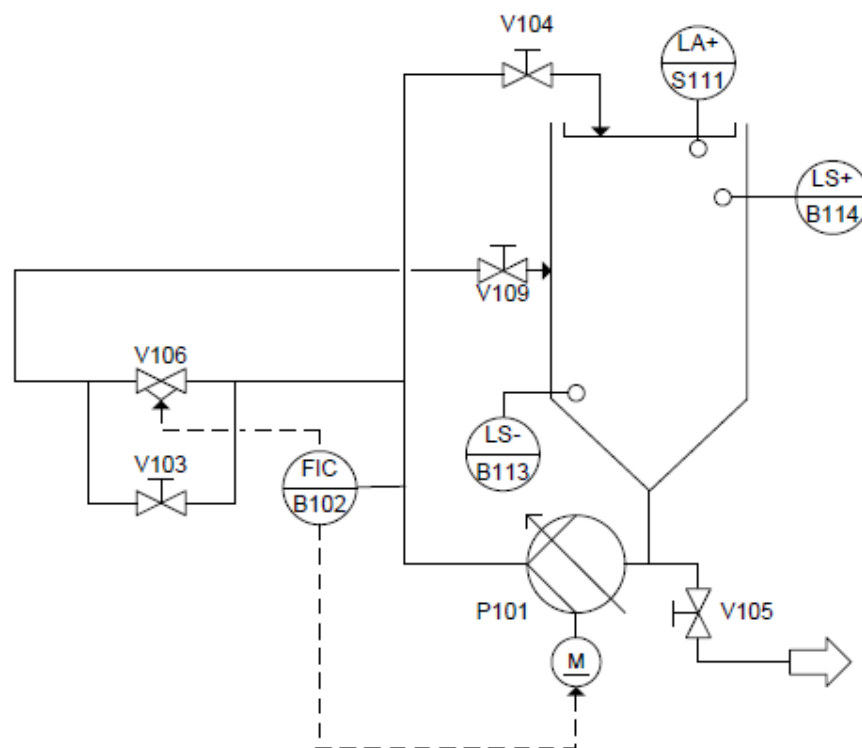 V104
LA+
S111
LS+
B114
V109
V106
LS-
B113
V103
FIC
B102
P101
V105
M